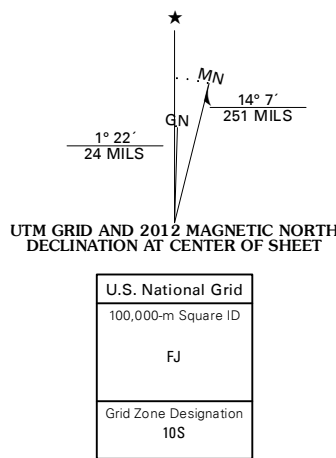 ★
MN
GN
14° 7´
251 MILS
1° 22´
24 MILS
UTM GRID AND 2012 MAGNETIC NORTH
DECLINATION AT CENTER OF SHEET
U.S. National Grid
100,000-m Square ID
FJ
Grid Zone Designation
10S